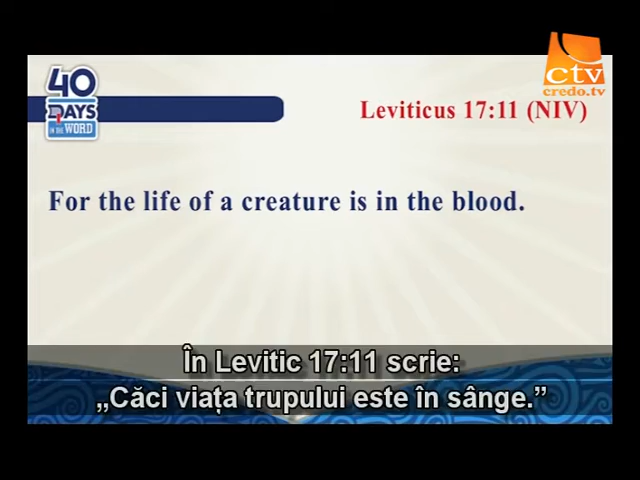 40
DAYS
IN THE WORD
ctv
credo.tv
Leviticus 17:11 (NIV)
For the life of a creature is in the blood.
În Levitic 17:11 scrie:
„Căci viața trupului este în sânge.”